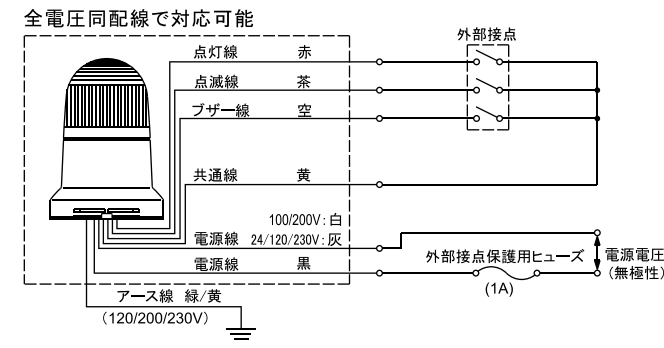 全電圧同配線で対応可能
外部接点
点灯線 赤
点滅線 茶
ブザー線 空
共通線 黄
100/200V：白
電源線 24/120/230V：灰
電源線 黒
外部接点保護用ヒューズ
(1A)
電源電圧
(無極性)
アース線 緑/黄
(120/200/230V)